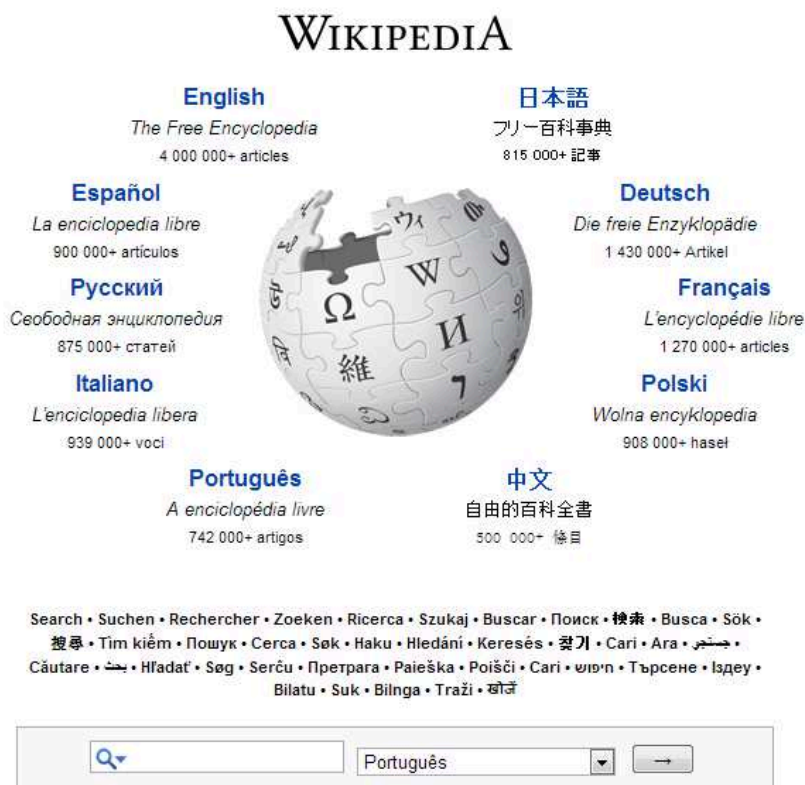 WIKIPEDIA
English
The Free Encyclopedia
4 000 000+ articles
日本語
フリー百科事典
815 000+ 記事
Español
La enciclopedia libre
900 000+ artículos
Deutsch
Die freie Enzyklopädie
1 430 000+ Artikel
Русский
Свободная энциклопедия
875 000+ статей
Français
L'encyclopédie libre
1 270 000+ articles
Italiano
L'enciclopedia libera
939 000+ voci
Polski
Wolna encyklopedia
908 000+ haseł
Português
A enciclopédia livre
742 000+ artigos
中文
自由的百科全書
500 000+ 條目
Ω W И 維 ウィ
Search • Suchen • Rechercher • Zoeken • Ricerca • Szukaj • Buscar • Поиск • 検索 • Busca • Sök •
搜尋 • Tìm kiếm • Пошук • Cerca • Søk • Haku • Hledání • Keresés • 찾기 • Cari • Ara • جستجو •
Căutare • بحث • Hľadať • Søg • Serĉu • Претрага • Paieška • Poišči • Cari • חיפוש • Търсене • Іздеу •
Bilatu • Suk • Bilnga • Traži • खोजें
Português
→